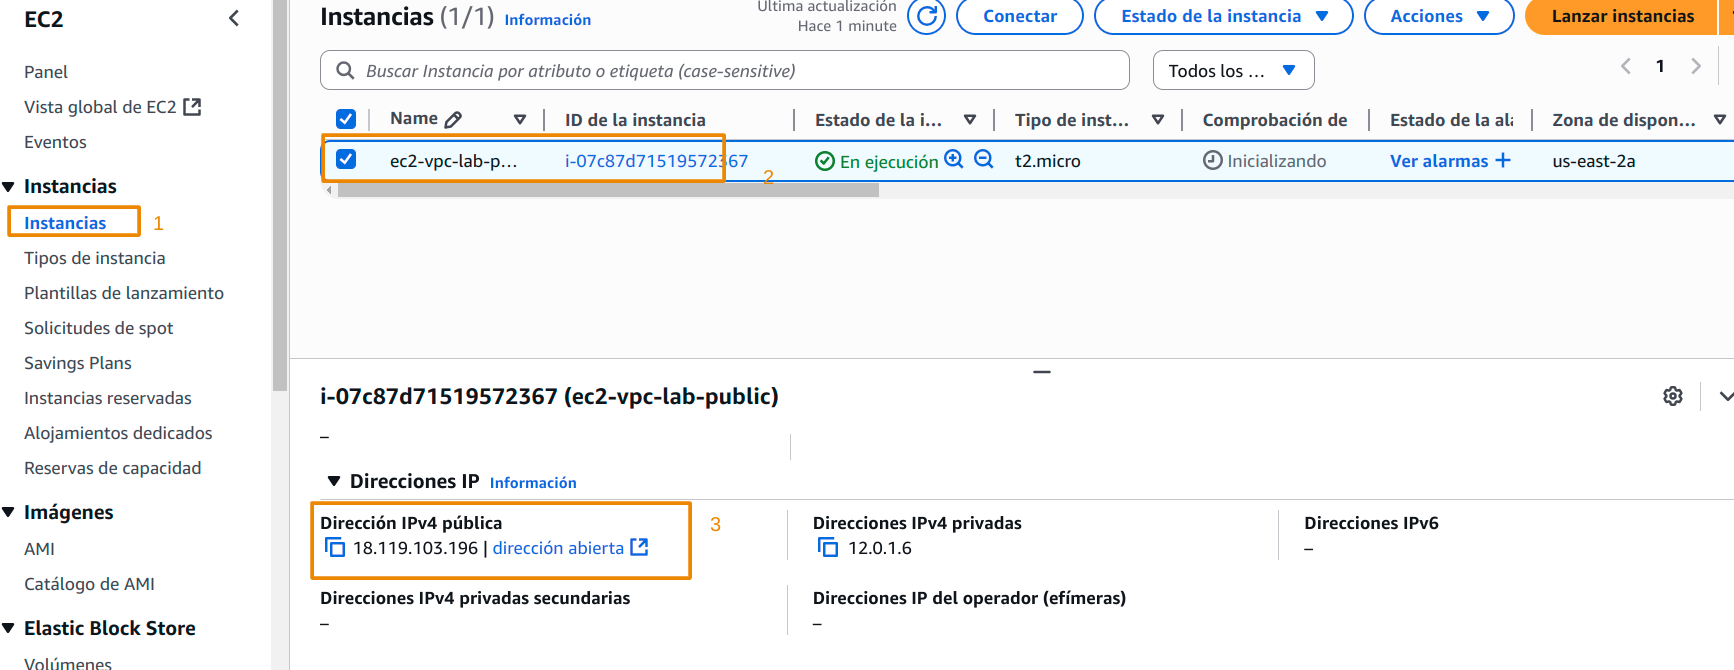 EC2
Panel
Vista global de EC2
Eventos
Instancias
Instancias 1
Tipos de instancia
Plantillas de lanzamiento
Solicitudes de spot
Savings Plans
Instancias reservadas
Alojamientos dedicados
Reservas de capacidad
Imágenes
AMI
Catálogo de AMI
Elastic Block Store
Volúmenes
Instancias (1/1) Información
Última actualización
Hace 1 minute
Conectar
Estado de la instancia
Acciones
Lanzar instancias
Buscar Instancia por atributo o etiqueta (case-sensitive)
Todos los ...
1
Name ID de la instancia Estado de la i... Tipo de inst... Comprobación de Estado de la ala Zona de dispon...
ec2-vpc-lab-p... i-07c87d71519572367 En ejecución t2.micro Inicializando Ver alarmas + us-east-2a
2
i-07c87d71519572367 (ec2-vpc-lab-public)
–
Direcciones IP Información
Dirección IPv4 pública 3
18.119.103.196 | dirección abierta
Direcciones IPv4 privadas
12.0.1.6
Direcciones IPv6
–
Direcciones IPv4 privadas secundarias
–
Direcciones IP del operador (efímeras)
–